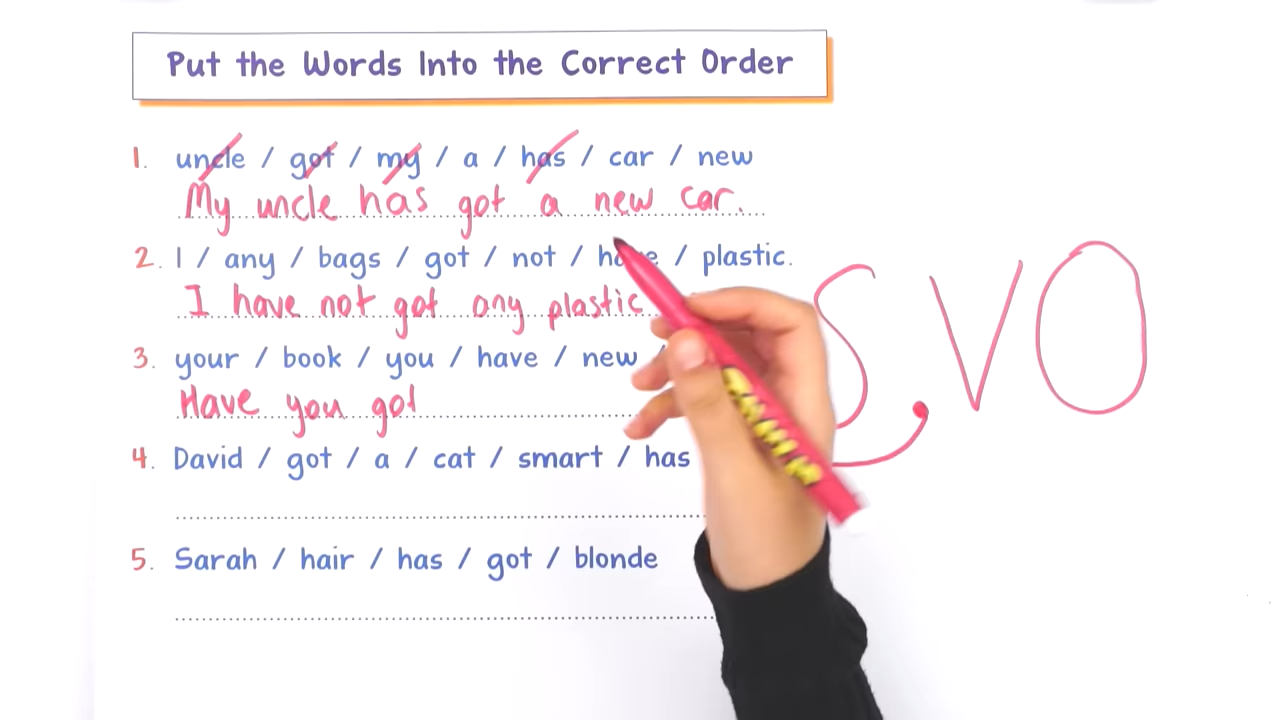 Put the Words Into the Correct Order
1. uncle / got / my / a / has / car / new
My uncle has got a new car.
2. I / any / bags / got / not / have / plastic.
I have not got any plastic
3. your / book / you / have / new /
Have you got
4. David / got / a / cat / smart / has
5. Sarah / hair / has / got / blonde
S, V O